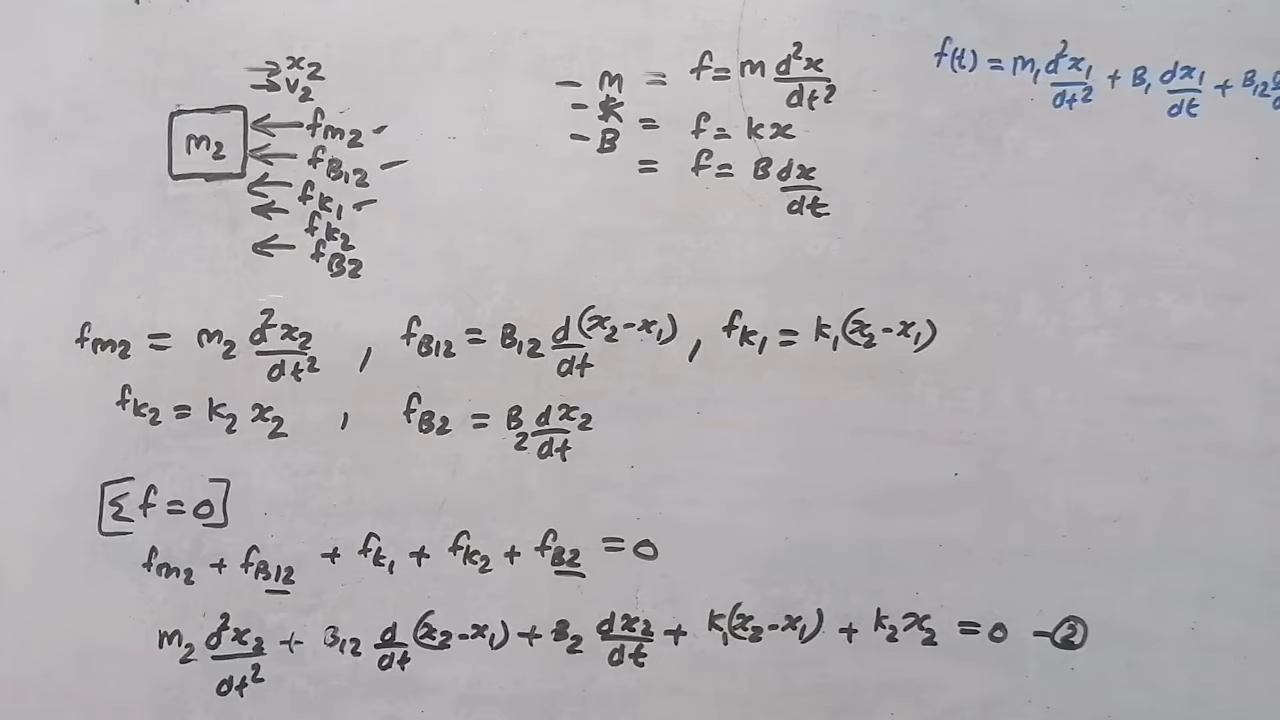 → x₂
→ v₂
m₂
← fm₂
← fB₁₂
← fK₁
← fK₂
← fB₂
- M = f = m d²x/dt²
- K = f = kx
- B = f = B dx/dt
f(t) = M₁ d²x₁/dt² + B₁ dx₁/dt + B₁₂
fm₂ = m₂ d²x₂/dt² , fB₁₂ = B₁₂ d(x₂-x₁)/dt , fK₁ = K₁(x₂-x₁)
fK₂ = K₂ x₂ , fB₂ = B₂ dx₂/dt
[Σf = 0]
fm₂ + fB₁₂ + fK₁ + fK₂ + fB₂ = 0
m₂ d²x₂/dt² + B₁₂ d/dt (x₂-x₁) + B₂ dx₂/dt + K₁(x₂-x₁) + K₂x₂ = 0 -②